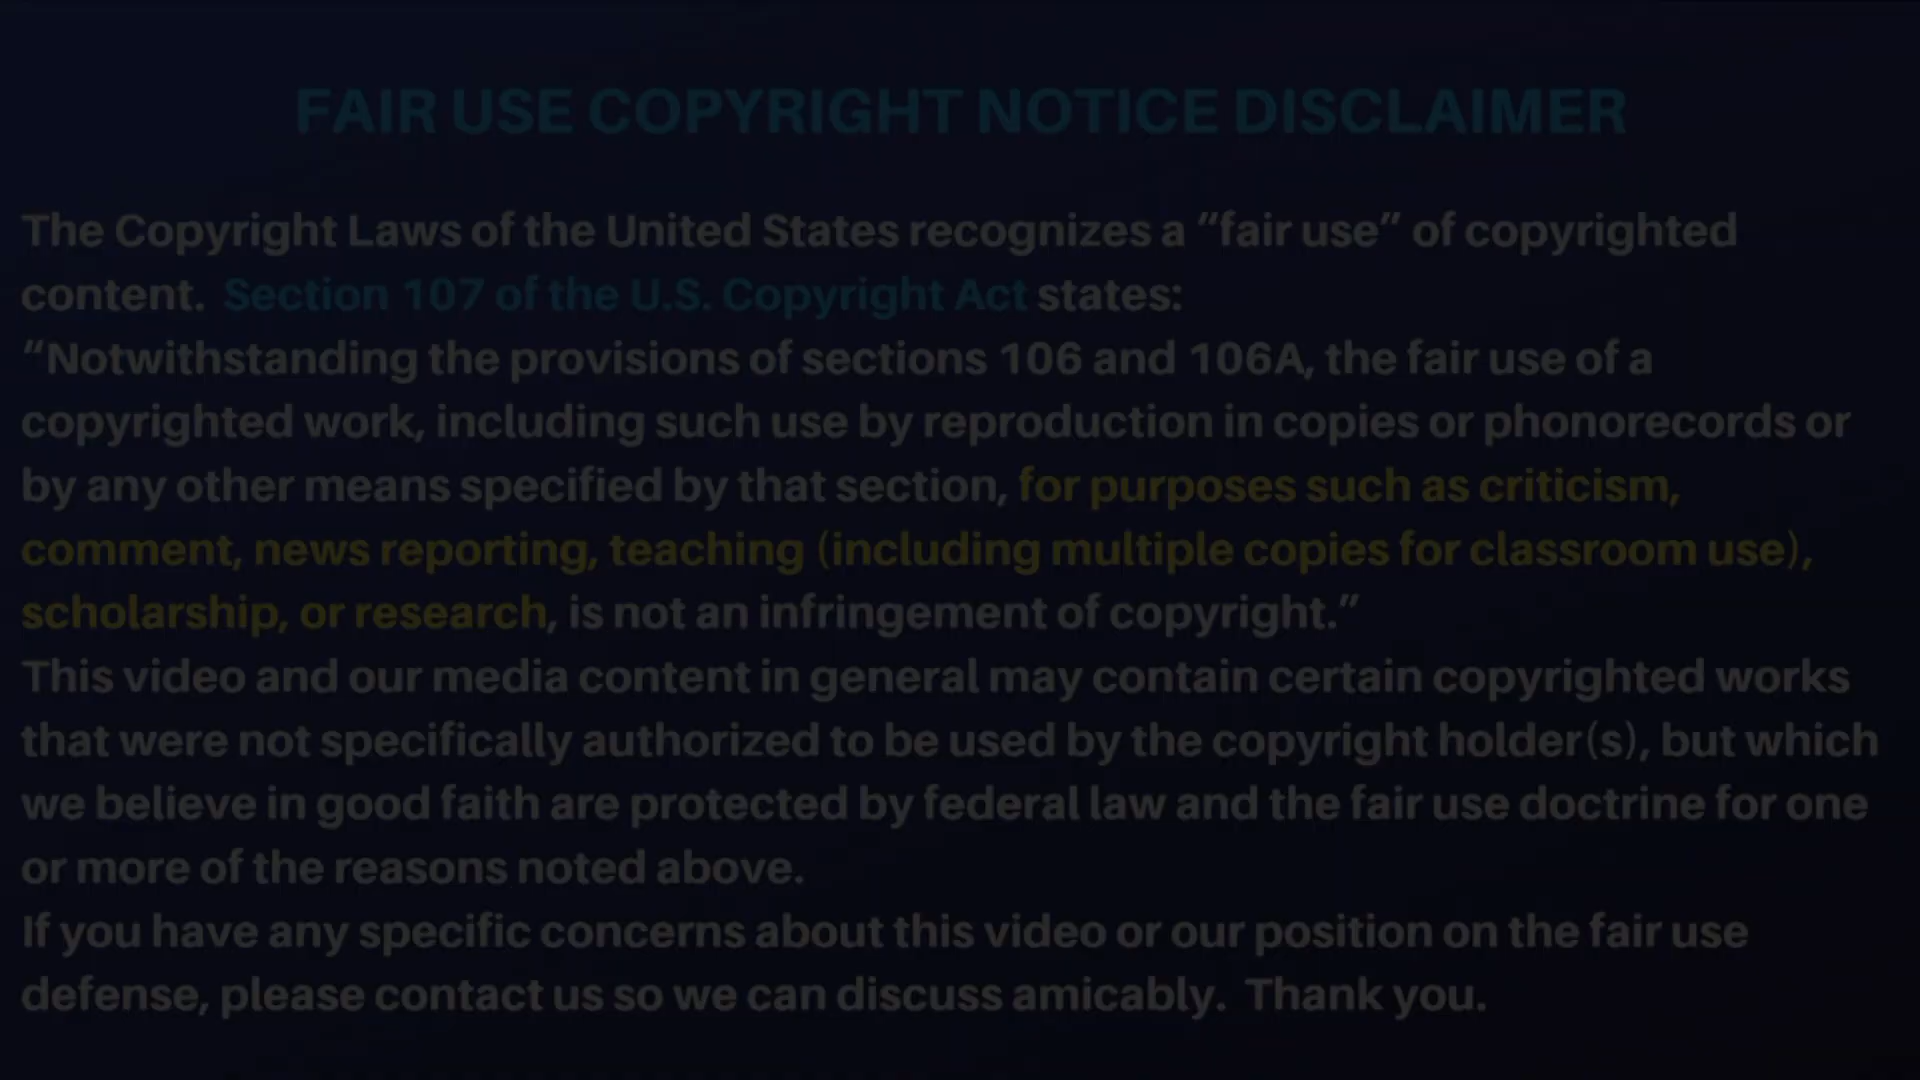 FAIR USE COPYRIGHT NOTICE DISCLAIMER
The Copyright Laws of the United States recognizes a “fair use” of copyrighted
content.  Section 107 of the U.S. Copyright Act states:
“Notwithstanding the provisions of sections 106 and 106A, the fair use of a
copyrighted work, including such use by reproduction in copies or phonorecords or
by any other means specified by that section, for purposes such as criticism,
comment, news reporting, teaching (including multiple copies for classroom use),
scholarship, or research, is not an infringement of copyright.”
This video and our media content in general may contain certain copyrighted works
that were not specifically authorized to be used by the copyright holder(s), but which
we believe in good faith are protected by federal law and the fair use doctrine for one
or more of the reasons noted above.
If you have any specific concerns about this video or our position on the fair use
defense, please contact us so we can discuss amicably.  Thank you.